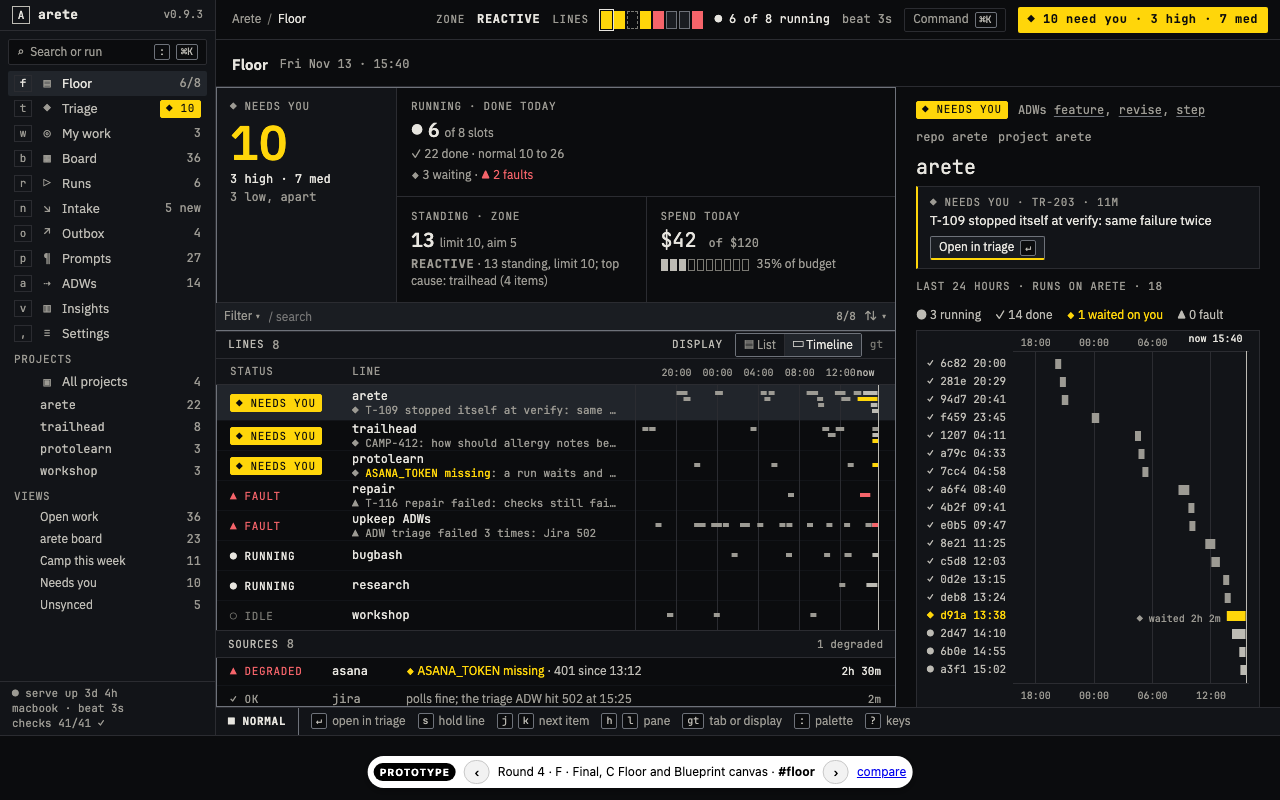 A arete v0.9.3
Search or run : ⌘K
f Floor 6/8
t Triage ◆ 10
w My work 3
b Board 36
r Runs 6
n Intake 5 new
o Outbox 4
p Prompts 27
a ADWs 14
v Insights
, Settings
PROJECTS
All projects 4
arete 22
trailhead 8
protolearn 3
workshop 3
VIEWS
Open work 36
arete board 23
Camp this week 11
Needs you 10
Unsynced 5
● serve up 3d 4h
macbook · beat 3s
checks 41/41 ✓
Arete / Floor ZONE REACTIVE LINES ● 6 of 8 running beat 3s Command ⌘K ◆ 10 need you · 3 high · 7 med
Floor Fri Nov 13 · 15:40
◆ NEEDS YOU
10
3 high · 7 med
3 low, apart
RUNNING · DONE TODAY
● 6 of 8 slots
✓ 22 done · normal 10 to 26
◆ 3 waiting · ▲ 2 faults
STANDING · ZONE
13 limit 10, aim 5
REACTIVE · 13 standing, limit 10; top
cause: trailhead (4 items)
SPEND TODAY
$42 of $120
35% of budget
Filter ▾ / search 8/8 ⇅ ▾
LINES 8 DISPLAY List Timeline gt
STATUS LINE 20:00 00:00 04:00 08:00 12:00 now
◆ NEEDS YOU arete
◆ T-109 stopped itself at verify: same …
◆ NEEDS YOU trailhead
◆ CAMP-412: how should allergy notes be…
◆ NEEDS YOU protolearn
◆ ASANA_TOKEN missing: a run waits and …
▲ FAULT repair
▲ T-116 repair failed: checks still fai…
▲ FAULT upkeep ADWs
▲ ADW triage failed 3 times: Jira 502
● RUNNING bugbash
● RUNNING research
○ IDLE workshop
SOURCES 8 1 degraded
▲ DEGRADED asana ◆ ASANA_TOKEN missing · 401 since 13:12 2h 30m
✓ OK jira polls fine; the triage ADW hit 502 at 15:25 2m
◆ NEEDS YOU ADWs feature, revise, step
repo arete project arete
arete
◆ NEEDS YOU · TR-203 · 11M
T-109 stopped itself at verify: same failure twice
Open in triage ↵
LAST 24 HOURS · RUNS ON ARETE · 18
● 3 running ✓ 14 done ◆ 1 waited on you ▲ 0 fault
18:00 00:00 06:00 now 15:40
✓ 6c82 20:00
✓ 281e 20:29
✓ 94d7 20:41
✓ f459 23:45
✓ 1207 04:11
✓ a79c 04:33
✓ 7cc4 04:58
✓ a6f4 08:40
✓ 4b2f 09:41
✓ e0b5 09:47
✓ 8e21 11:25
✓ c5d8 12:03
✓ 0d2e 13:15
✓ deb8 13:24
◆ d91a 13:38 ◆ waited 2h 2m
● 2d47 14:10
● 6b0e 14:55
● a3f1 15:02
18:00 00:00 06:00 12:00
■ NORMAL ↵ open in triage s hold line j k next item h l pane gt tab or display : palette ? keys
PROTOTYPE ‹ Round 4 · F · Final, C Floor and Blueprint canvas · #floor › compare